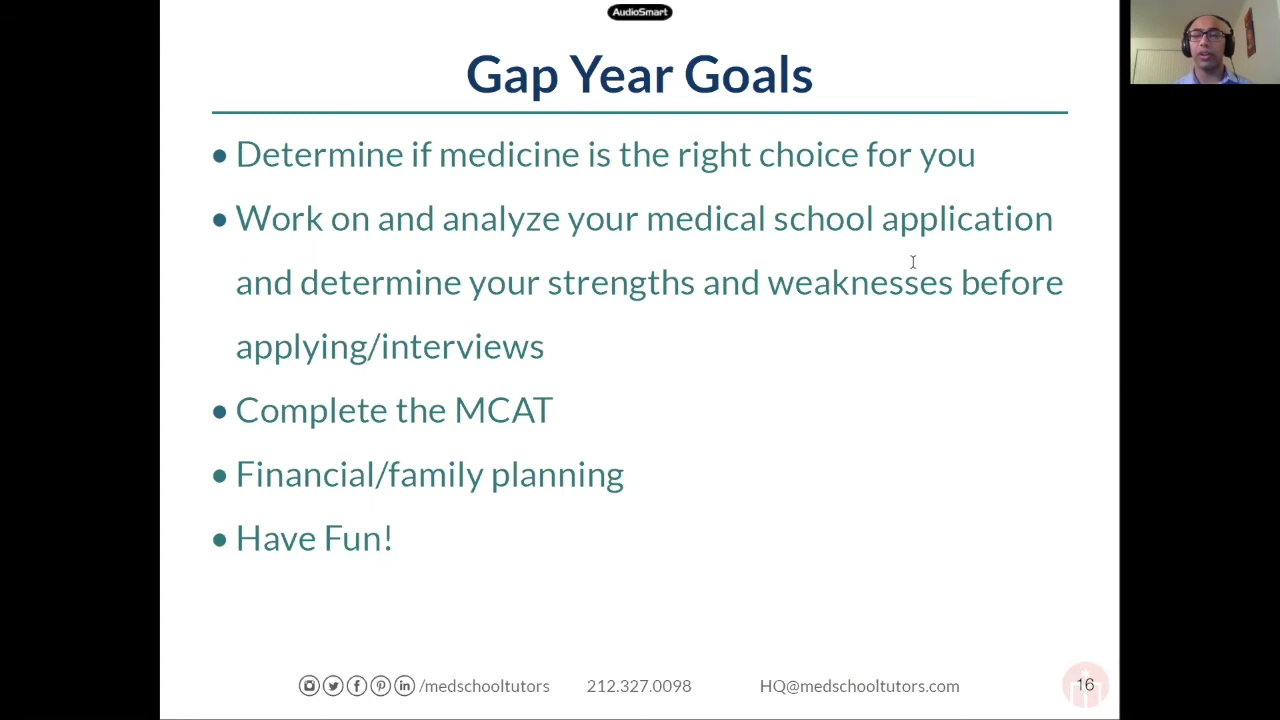 AudioSmart
Gap Year Goals
• Determine if medicine is the right choice for you
• Work on and analyze your medical school application
and determine your strengths and weaknesses before
applying/interviews
• Complete the MCAT
• Financial/family planning
• Have Fun!
/medschooltutors 212.327.0098 HQ@medschooltutors.com 16